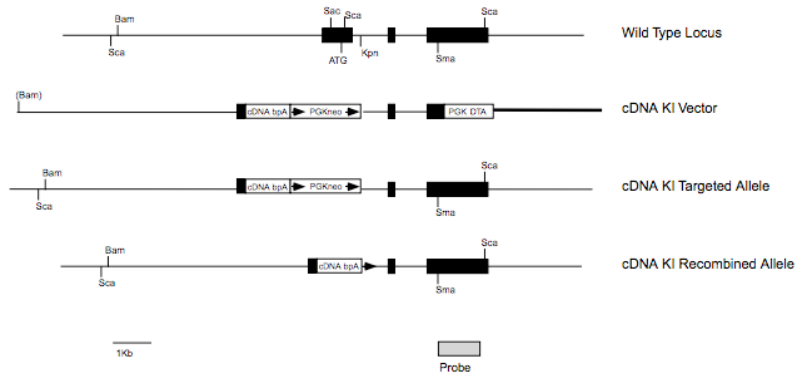 Bam
Sac
Sca
Sca
Wild Type Locus
Sca
ATG
Kpn
Sma
(Bam)
cDNA bpA
PGKneo
PGK DTA
cDNA KI Vector
Bam
Sca
cDNA bpA
PGKneo
cDNA KI Targeted Allele
Sca
Sma
Bam
Sca
cDNA bpA
cDNA KI Recombined Allele
Sca
Sma
1Kb
Probe